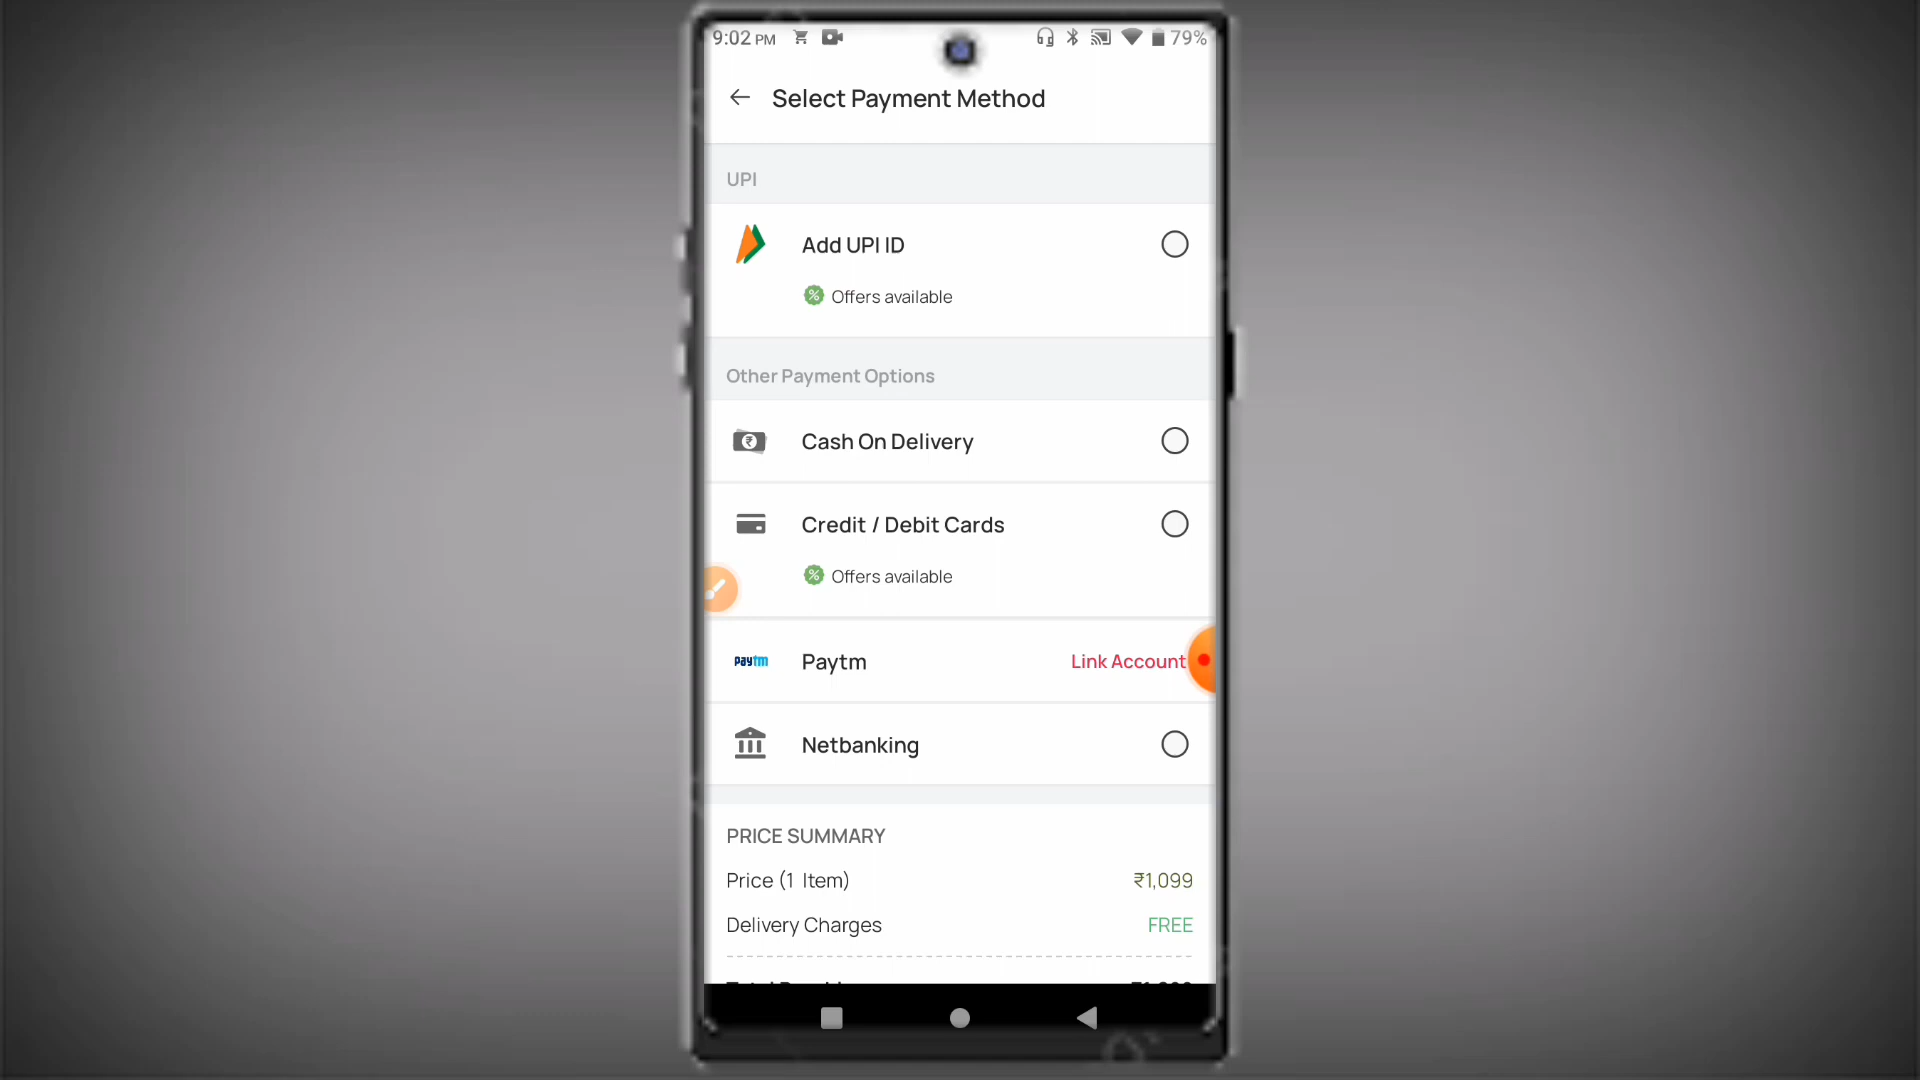 9:02 PM 79%
Select Payment Method
UPI
Add UPI ID
Offers available
Other Payment Options
Cash On Delivery
Credit / Debit Cards
Offers available
paytm Paytm Link Account
Netbanking
PRICE SUMMARY
Price (1 Item) ₹1,099
Delivery Charges FREE